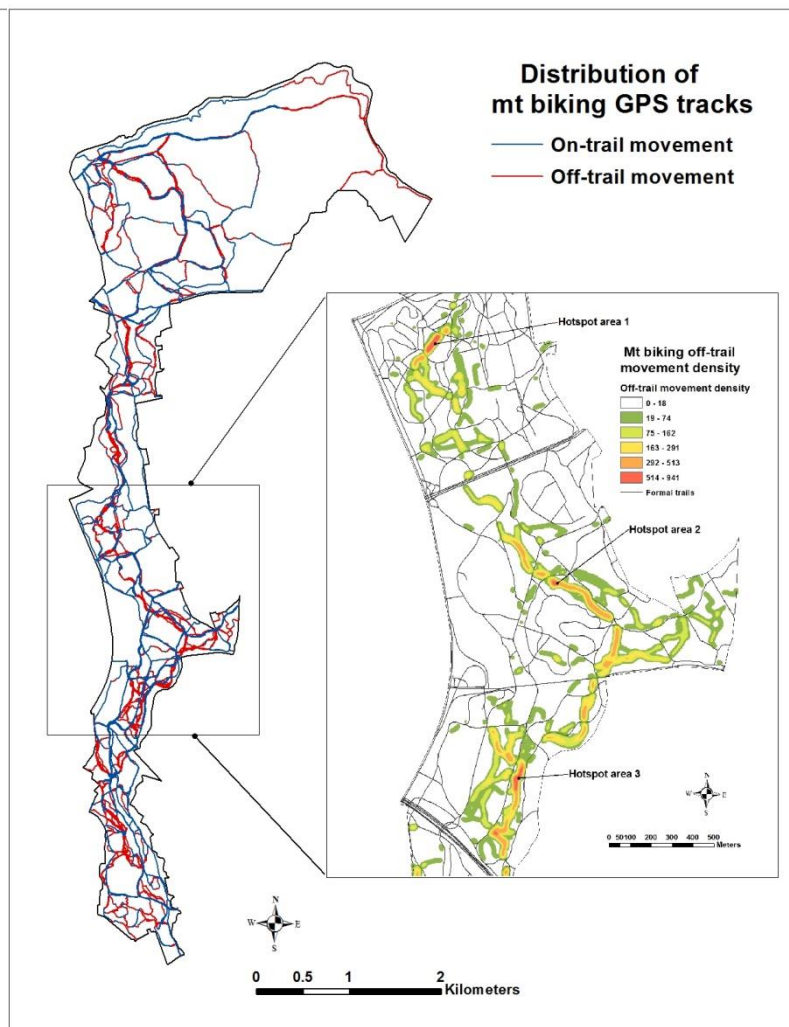 Distribution of
mt biking GPS tracks
On-trail movement
Off-trail movement
Hotspot area 1
Mt biking off-trail
movement density
Off-trail movement density
0 - 18
19 - 74
75 - 162
163 - 291
292 - 513
514 - 941
Formal trails
Hotspot area 2
Hotspot area 3
N
W E
S
0 50 100 200 300 400 500
Meters
N
W E
S
0 0.5 1 2
Kilometers